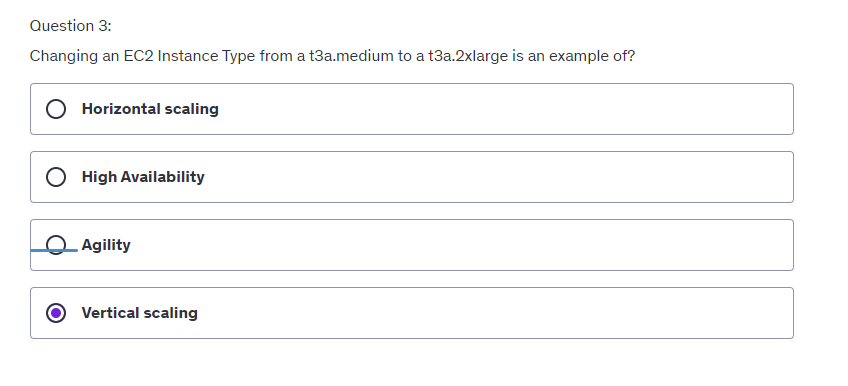 Question 3:
Changing an EC2 Instance Type from a t3a.medium to a t3a.2xlarge is an example of?
Horizontal scaling
High Availability
Agility
Vertical scaling